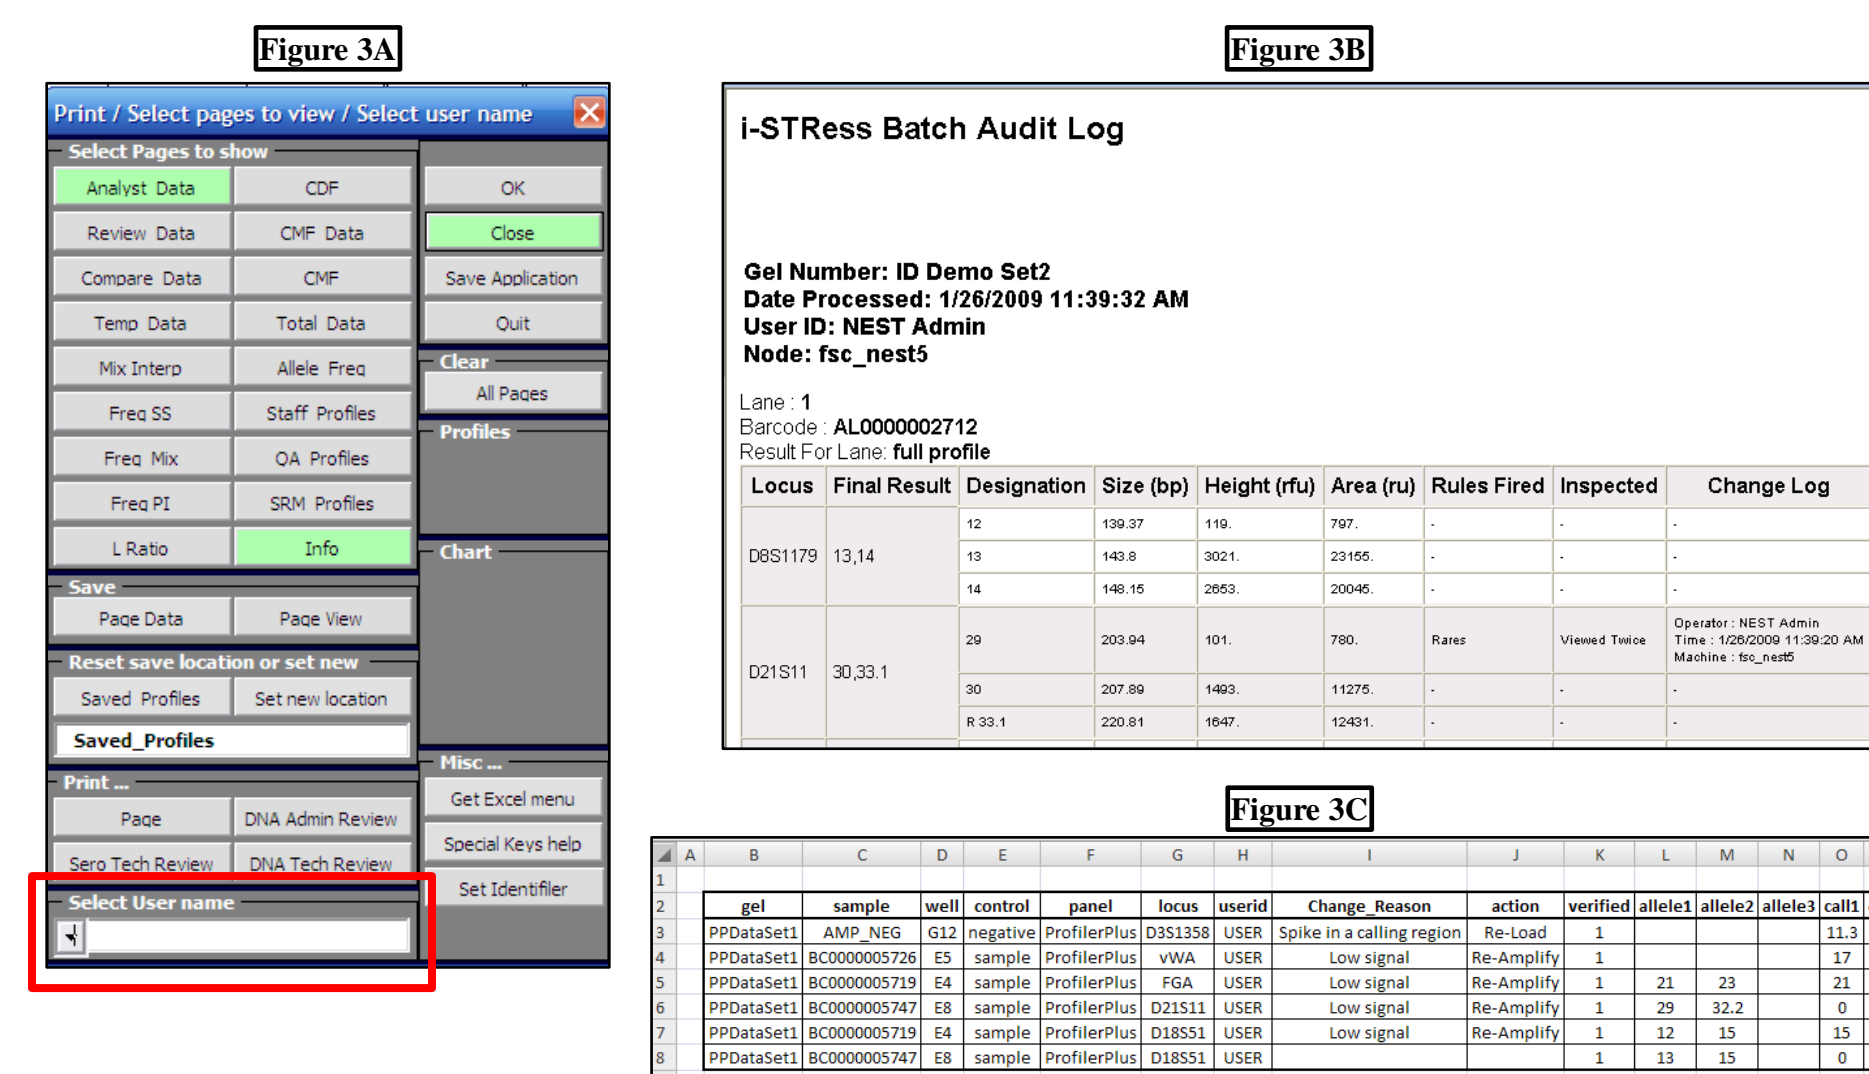 Figure 3A
Print / Select pages to view / Select user name
Select Pages to show
Analyst Data CDF OK
Review Data CMF Data Close
Compare Data CMF Save Application
Temp Data Total Data Quit
Mix Interp Allele Freq Clear
Freq SS Staff Profiles All Pages
Freq Mix QA Profiles Profiles
Freq PI SRM Profiles
L Ratio Info Chart
Save
Page Data Page View
Reset save location or set new
Saved Profiles Set new location
Saved_Profiles
Print ... Misc ...
Page DNA Admin Review Get Excel menu
Sero Tech Review DNA Tech Review Special Keys help
Select User name Set Identifiler
Figure 3B
i-STRess Batch Audit Log
Gel Number: ID Demo Set2
Date Processed: 1/26/2009 11:39:32 AM
User ID: NEST Admin
Node: fsc_nest5
Lane : 1
Barcode : AL0000002712
Result For Lane: full profile
Locus Final Result Designation Size (bp) Height (rfu) Area (ru) Rules Fired Inspected Change Log
D8S1179 13,14
12 139.37 119. 797. - - -
13 143.8 3021. 23155. - - -
14 148.15 2653. 20045. - - -
D21S11 30,33.1
29 203.94 101. 780. Rares Viewed Twice
Operator : NEST Admin
Time : 1/26/2009 11:39:20 AM
Machine : fsc_nest5
30 207.89 1493. 11275. - - -
R 33.1 220.81 1647. 12431. - - -
Figure 3C
A B C D E F G H I J K L M N O
1
2 gel sample well control panel locus userid Change_Reason action verified allele1 allele2 allele3 call1
3 PPDataSet1 AMP_NEG G12 negative ProfilerPlus D3S1358 USER Spike in a calling region Re-Load 1 11.3
4 PPDataSet1 BC0000005726 E5 sample ProfilerPlus vWA USER Low signal Re-Amplify 1 17
5 PPDataSet1 BC0000005719 E4 sample ProfilerPlus FGA USER Low signal Re-Amplify 1 21 23 21
6 PPDataSet1 BC0000005747 E8 sample ProfilerPlus D21S11 USER Low signal Re-Amplify 1 29 32.2 0
7 PPDataSet1 BC0000005719 E4 sample ProfilerPlus D18S51 USER Low signal Re-Amplify 1 12 15 15
8 PPDataSet1 BC0000005747 E8 sample ProfilerPlus D18S51 USER 1 13 15 0